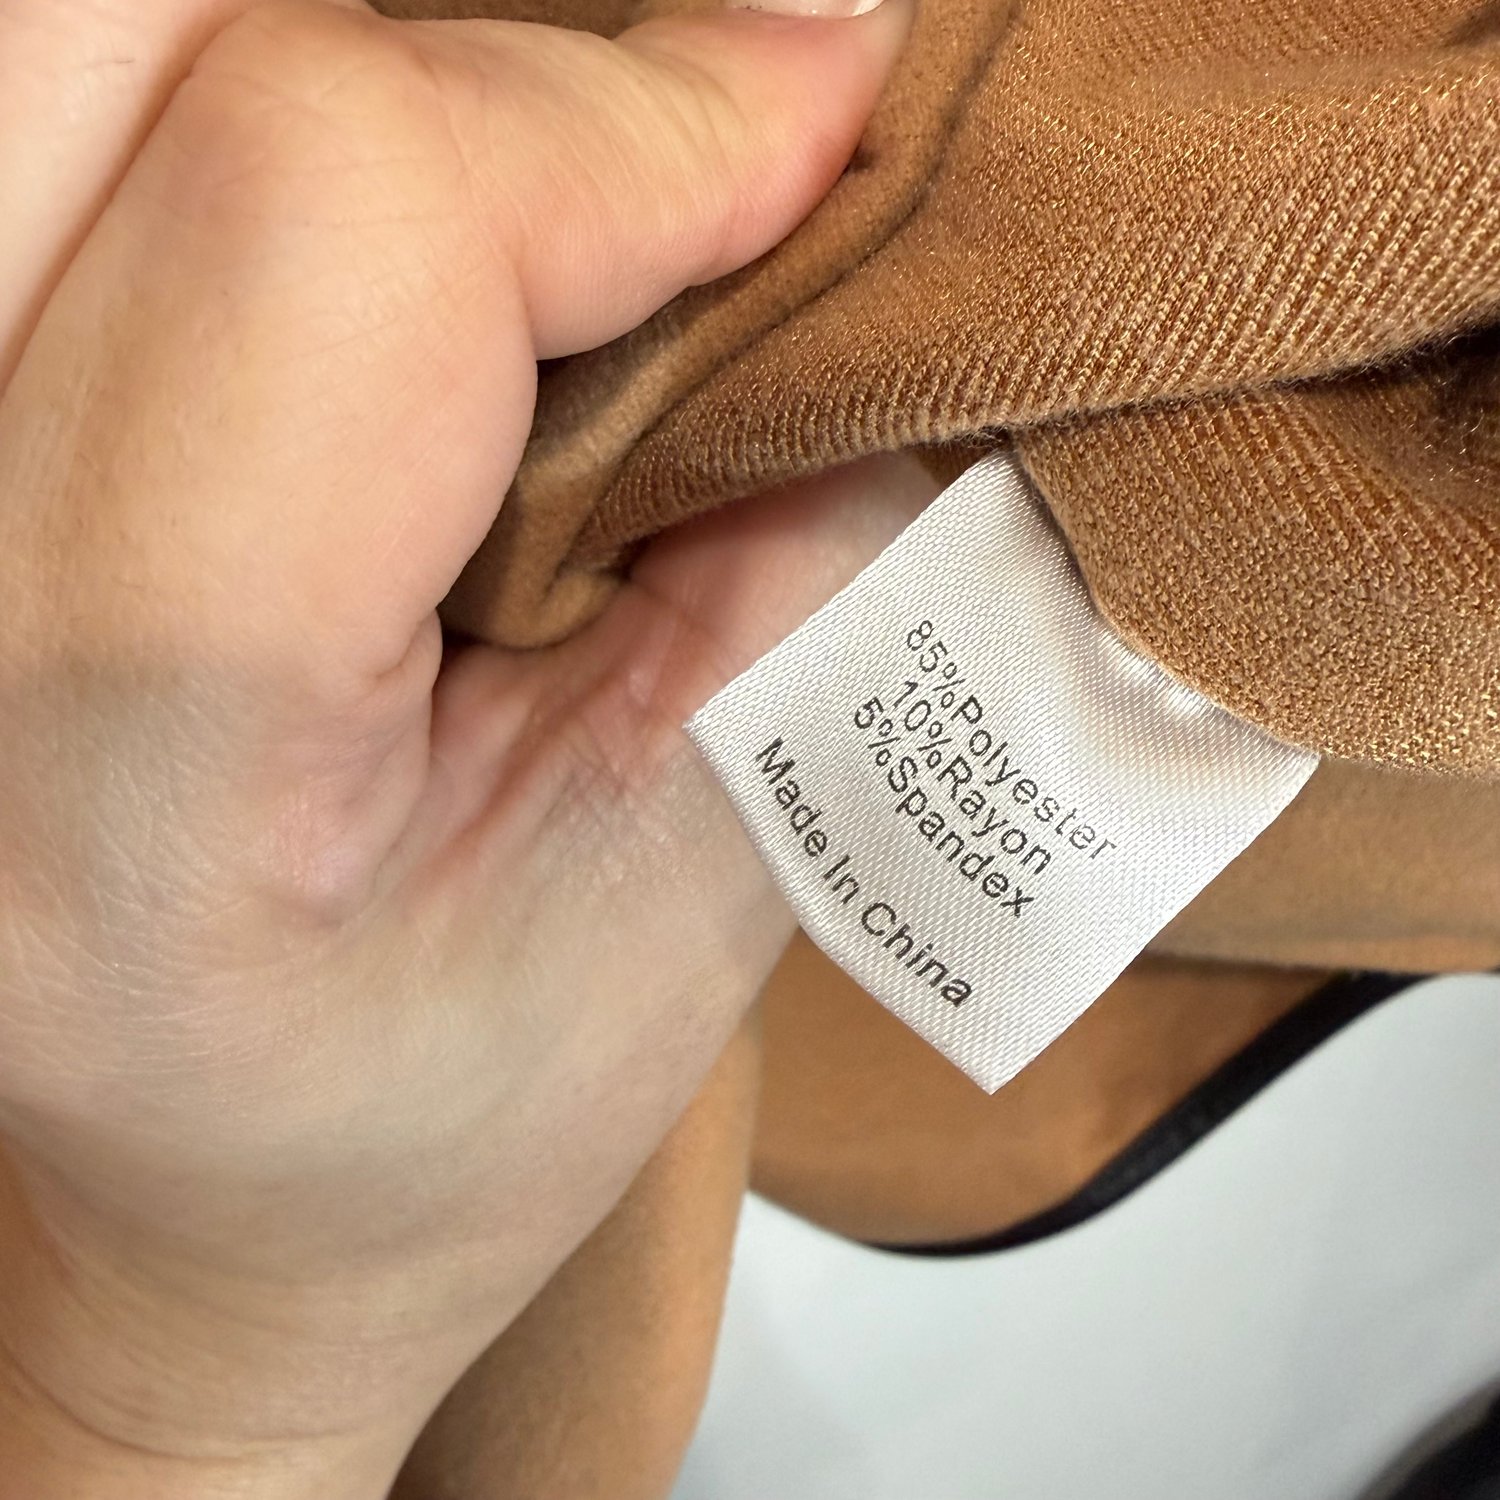 85%Polyester
10%Rayon
5%Spandex
Made In China